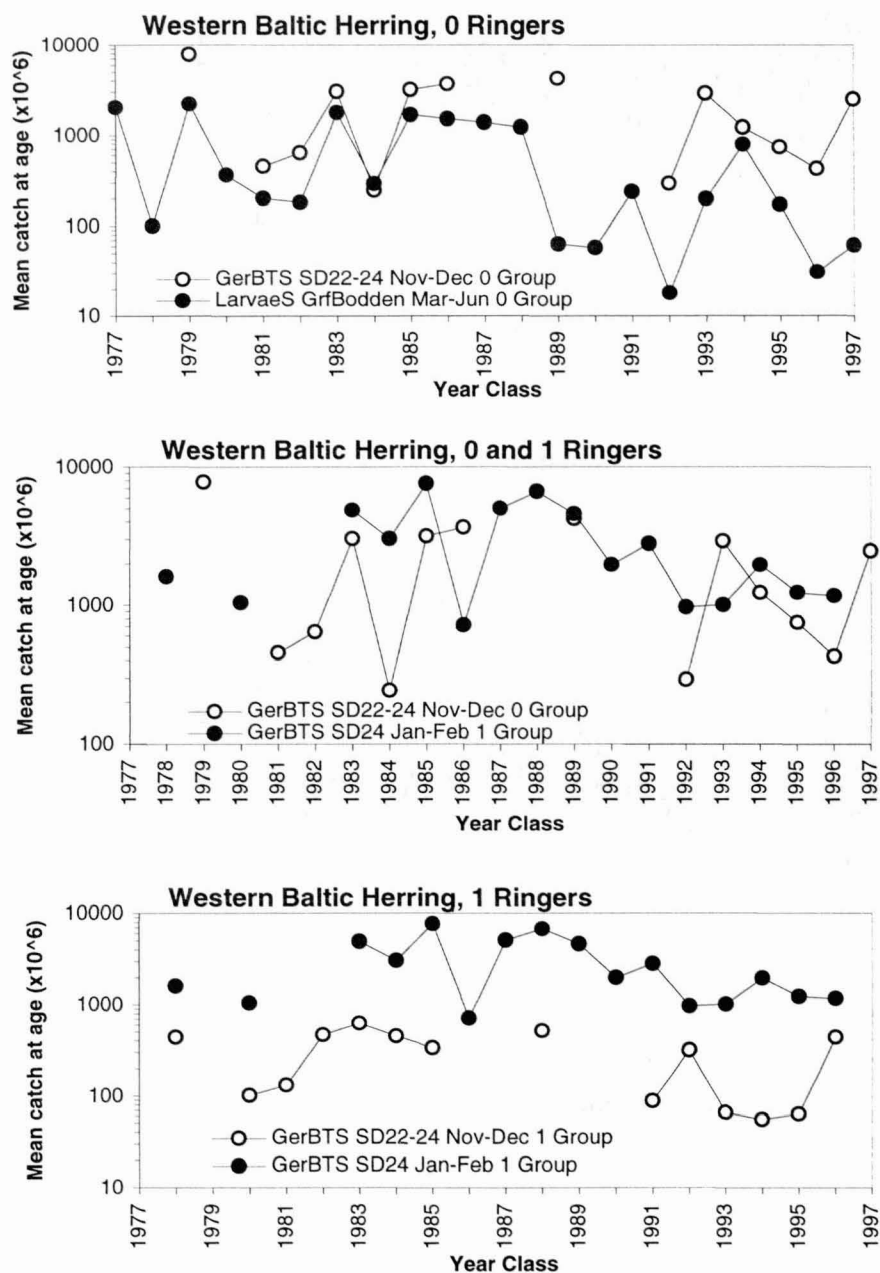 Western Baltic Herring, 0 Ringers
Mean catch at age (x10^6)
10000
1000
100
10
GerBTS SD22-24 Nov-Dec 0 Group
LarvaeS GrfBodden Mar-Jun 0 Group
1977 1979 1981 1983 1985 1987 1989 1991 1993 1995 1997
Year Class
Western Baltic Herring, 0 and 1 Ringers
Mean catch at age (x10^6)
10000
1000
100
GerBTS SD22-24 Nov-Dec 0 Group
GerBTS SD24 Jan-Feb 1 Group
1977 1978 1979 1980 1981 1982 1983 1984 1985 1986 1987 1988 1989 1990 1991 1992 1993 1994 1995 1996 1997
Year Class
Western Baltic Herring, 1 Ringers
Mean catch at age (x10^6)
10000
1000
100
10
GerBTS SD22-24 Nov-Dec 1 Group
GerBTS SD24 Jan-Feb 1 Group
1977 1979 1981 1983 1985 1987 1989 1991 1993 1995 1997
Year Class